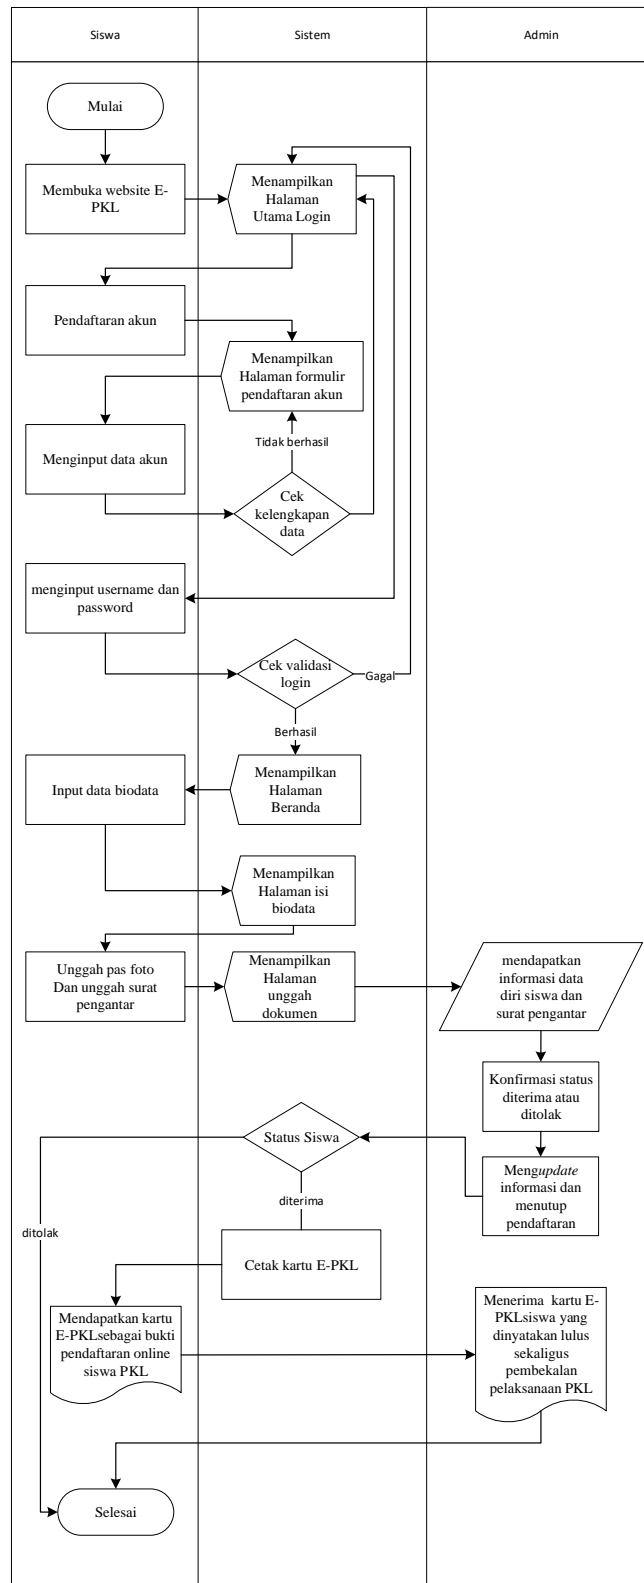 Siswa
Sistem
Admin
Mulai
Membuka website E-
PKL
Menampilkan
Halaman
Utama Login
Pendaftaran akun
Menampilkan
Halaman formulir
pendaftaran akun
Tidak berhasil
Menginput data akun
Cek
kelengkapan
data
menginput username dan
password
Cek validasi
login
Gagal
Berhasil
Input data biodata
Menampilkan
Halaman
Beranda
Menampilkan
Halaman isi
biodata
Unggah pas foto
Dan unggah surat
pengantar
Menampilkan
Halaman
unggah
dokumen
mendapatkan
informasi data
diri siswa dan
surat pengantar
Konfirmasi status
diterima atau
ditolak
Status Siswa
Mengupdate
informasi dan
menutup
pendaftaran
diterima
ditolak
Cetak kartu E-PKL
Mendapatkan kartu
E-PKLsebagai bukti
pendaftaran online
siswa PKL
Menerima kartu E-
PKLsiswa yang
dinyatakan lulus
sekaligus
pembekalan
pelaksanaan PKL
Selesai